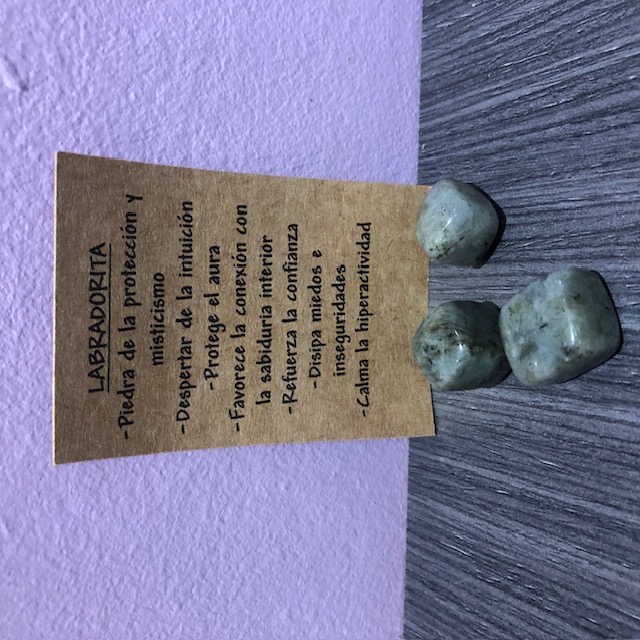 LABRADORITA
-Piedra de la protección y
misticismo
-Despertar de la intuición
-Protege el aura
-Favorece la conexión con
la sabiduría interior
-Refuerza la confianza
-Disipa miedos e
inseguridades
-Calma la hiperactividad